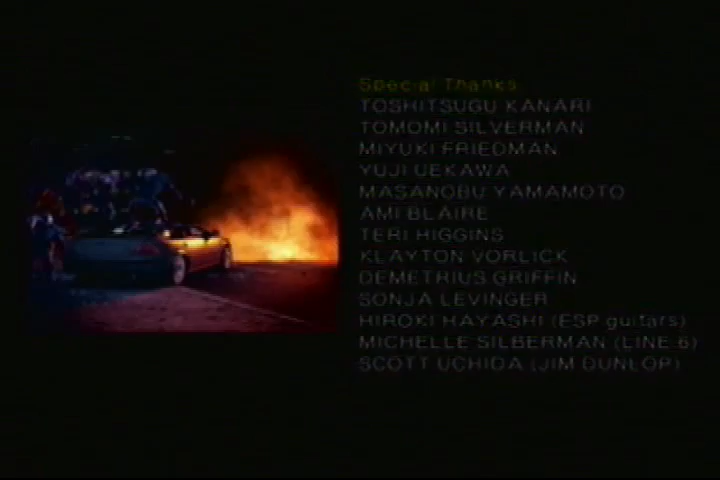 Special Thanks
TOSHITSUGU KANARI
TOMOMI SILVERMAN
MIYUKI FRIEDMAN
YUJI UEKAWA
MASANOBU YAMAMOTO
AMI BLAIRE
TERI HIGGINS
KLAYTON VORLICK
DEMETRIUS GRIFFIN
SONJA LEVINGER
HIROKI HAYASHI (ESP guitars)
MICHELLE SILBERMAN (LINE 6)
SCOTT UCHIDA (JIM DUNLOP)